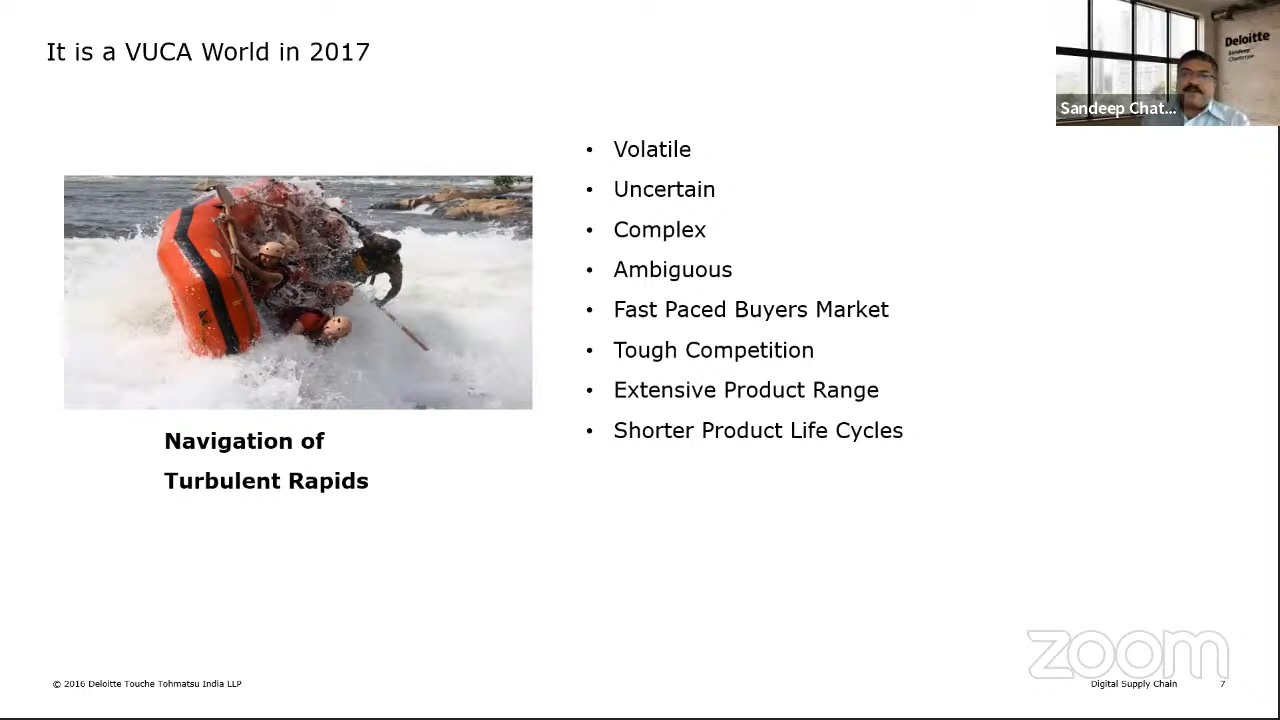 It is a VUCA World in 2017
Deloitte
Sandeep
Chatterjee
Sandeep Chat...
• Volatile
• Uncertain
• Complex
• Ambiguous
• Fast Paced Buyers Market
• Tough Competition
• Extensive Product Range
• Shorter Product Life Cycles
Navigation of
Turbulent Rapids
zoom
© 2016 Deloitte Touche Tohmatsu India LLP
Digital Supply Chain
7